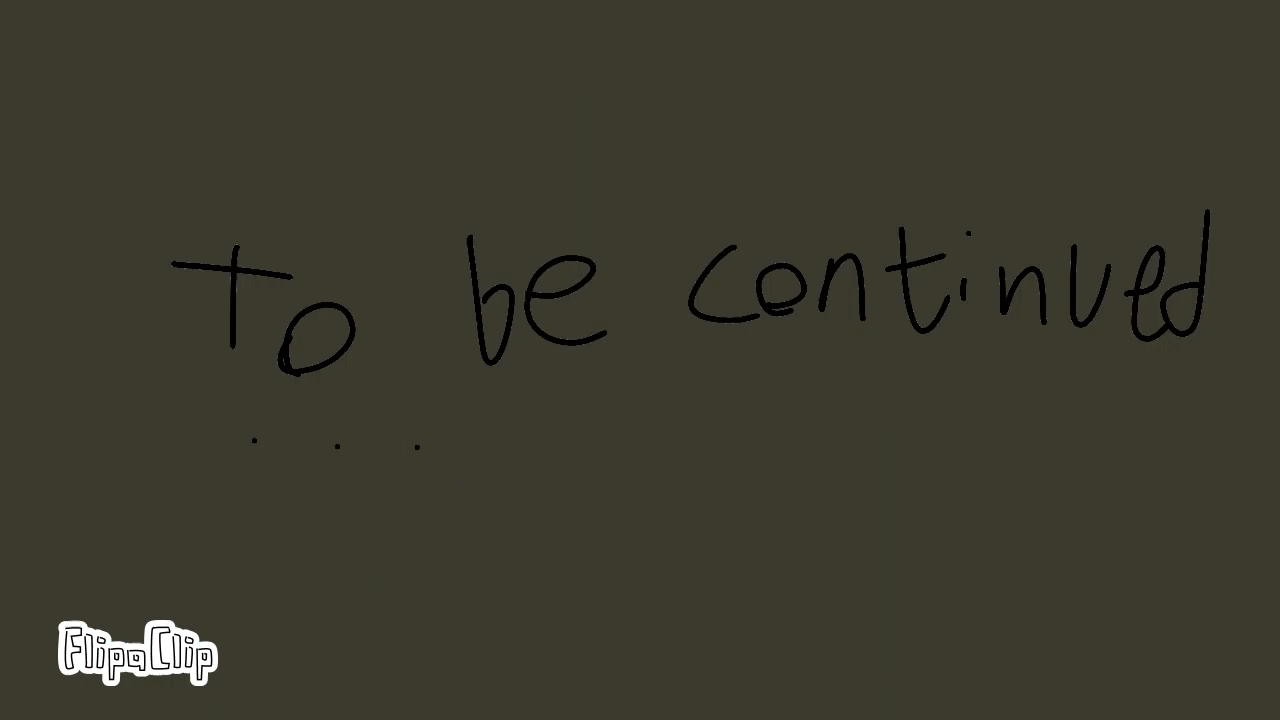 To be continued
. . .
FlipaClip